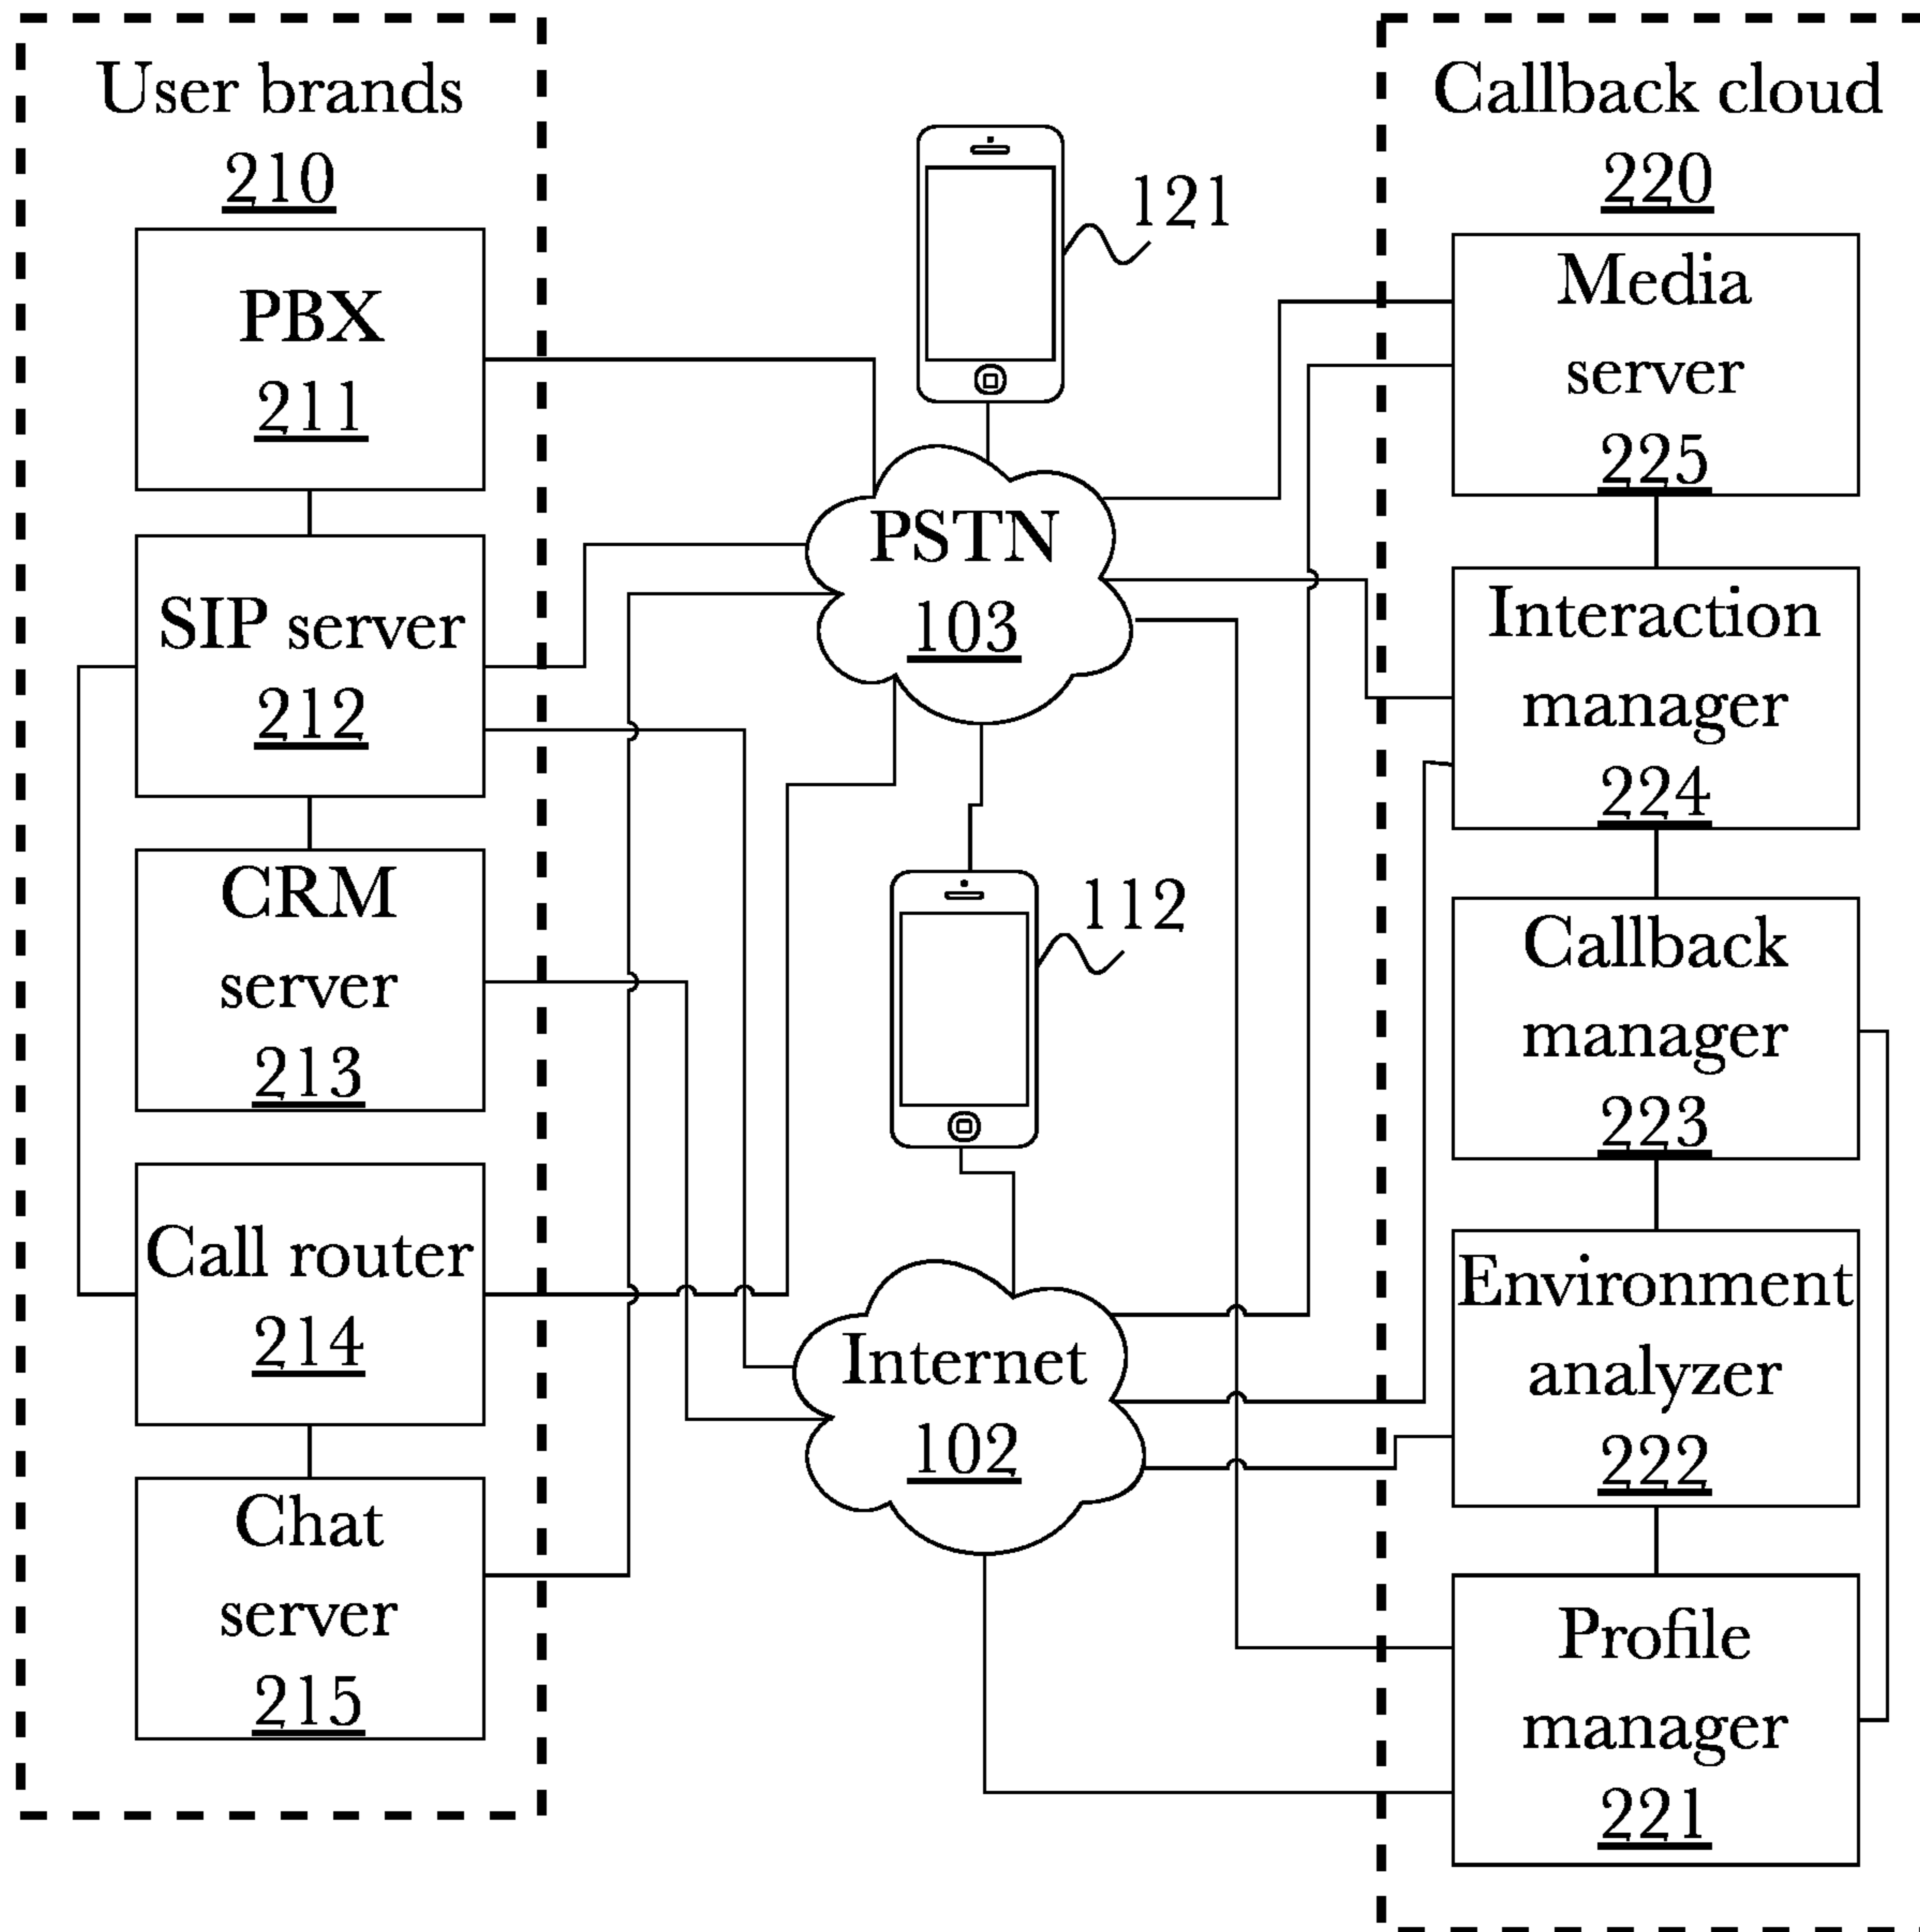 User brands
210
PBX
211
SIP server
212
CRM
server
213
Call router
214
Chat
server
215
121
PSTN
103
112
Internet
102
Callback cloud
220
Media
server
225
Interaction
manager
224
Callback
manager
223
Environment
analyzer
222
Profile
manager
221